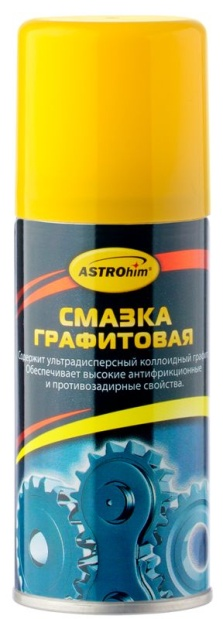 ASTROhim®
СМАЗКА
ГРАФИТОВАЯ
Содержит ультрадисперсный коллоидный графит.
Обеспечивает высокие антифрикционные
и противозадирные свойства.